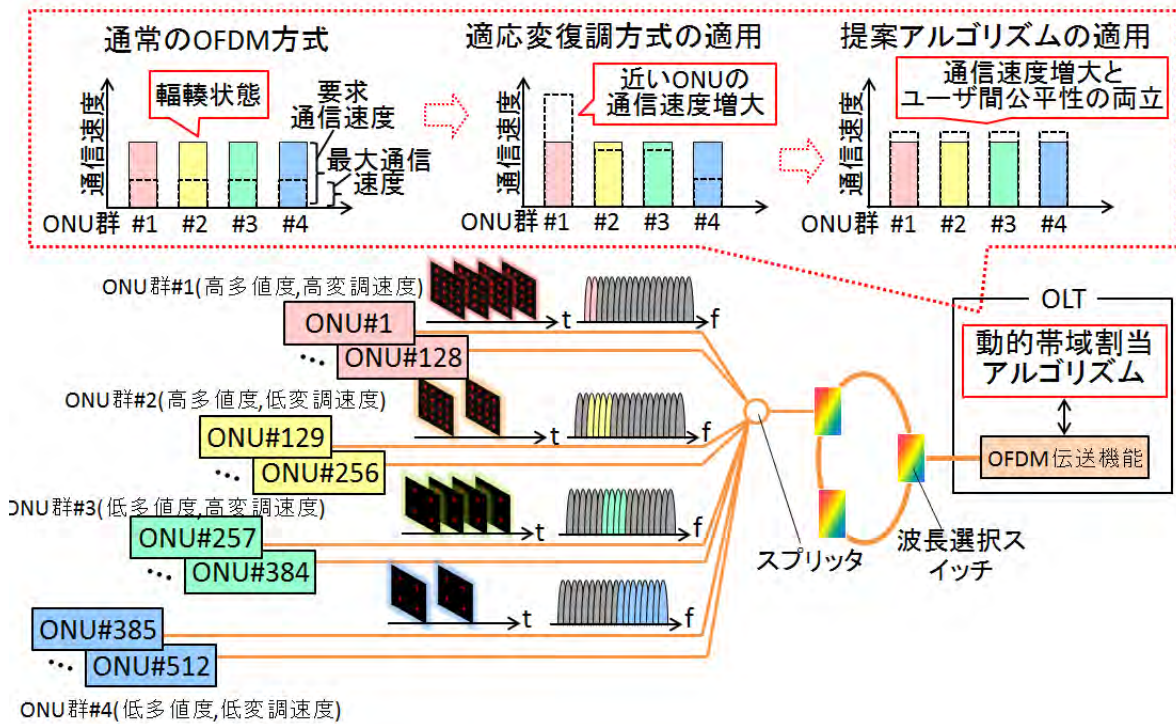 通常のOFDM方式
輻輳状態
要求
通信速度
最大通信
速度
通信速度
ONU群 #1 #2 #3 #4
適応変復調方式の適用
近いONUの
通信速度増大
通信速度
ONU群 #1 #2 #3 #4
提案アルゴリズムの適用
通信速度増大と
ユーザ間公平性の両立
通信速度
ONU群 #1 #2 #3 #4
ONU群#1(高多値度,高変調速度)
ONU#1
… ONU#128
t
f
ONU群#2(高多値度,低変調速度)
ONU#129
… ONU#256
t
f
ONU群#3(低多値度,高変調速度)
ONU#257
… ONU#384
t
f
ONU#385
… ONU#512
ONU群#4(低多値度,低変調速度)
t
f
スプリッタ
波長選択ス
イッチ
OLT
動的帯域割当
アルゴリズム
OFDM伝送機能